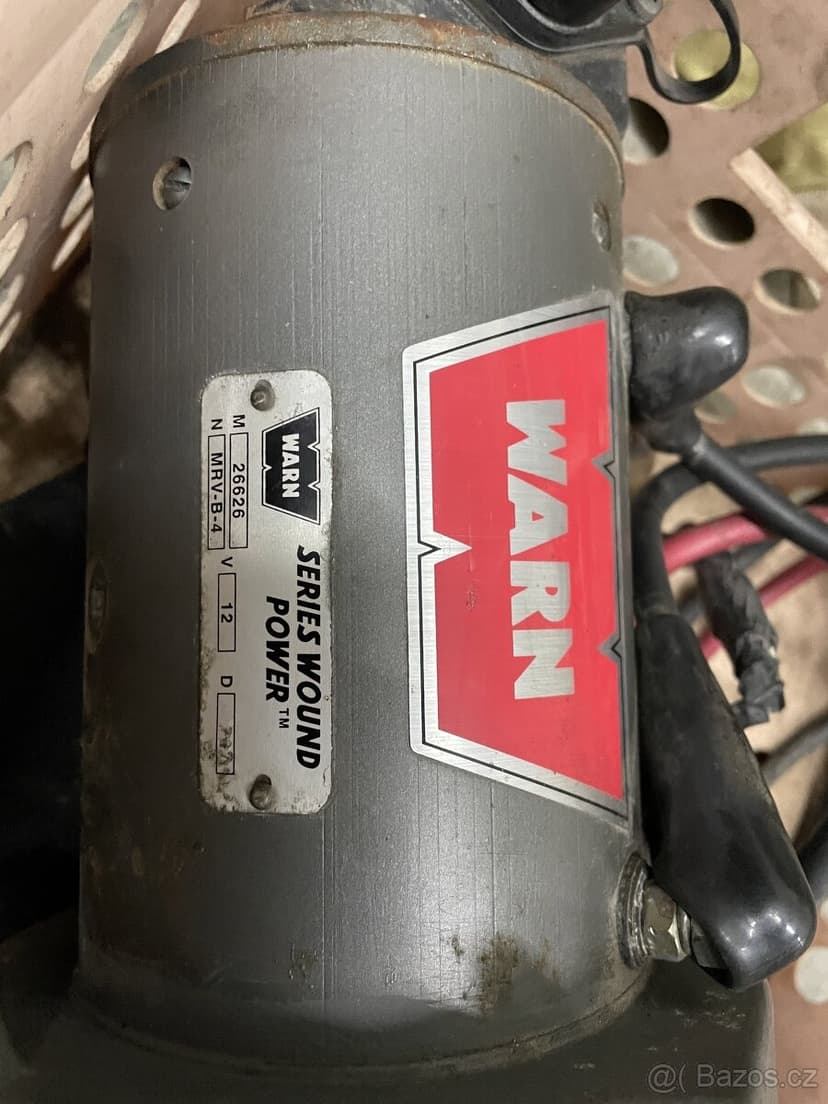 WARN
SERIES WOUND
POWER™
M 26626
N MRV-B-4 V 12 D
WARN
@( Bazos.cz